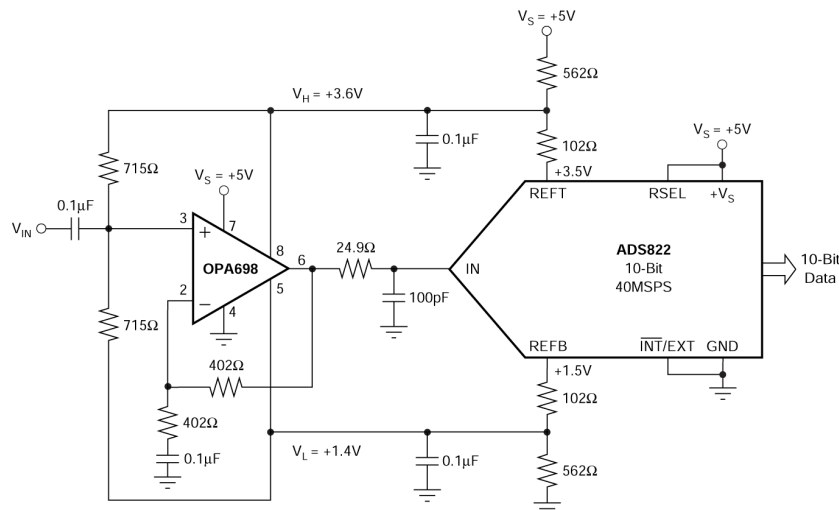 V_S = +5V
562Ω
V_H = +3.6V
0.1μF
102Ω
V_S = +5V
715Ω
V_S = +5V
+3.5V
REFT
RSEL
+V_S
0.1μF
V_IN
3
7
+
8
OPA698
6
24.9Ω
IN
ADS822
10-Bit
40MSPS
10-Bit
Data
2
−
5
4
100pF
715Ω
REFB
INT/EXT
GND
402Ω
+1.5V
102Ω
402Ω
V_L = +1.4V
0.1μF
0.1μF
562Ω